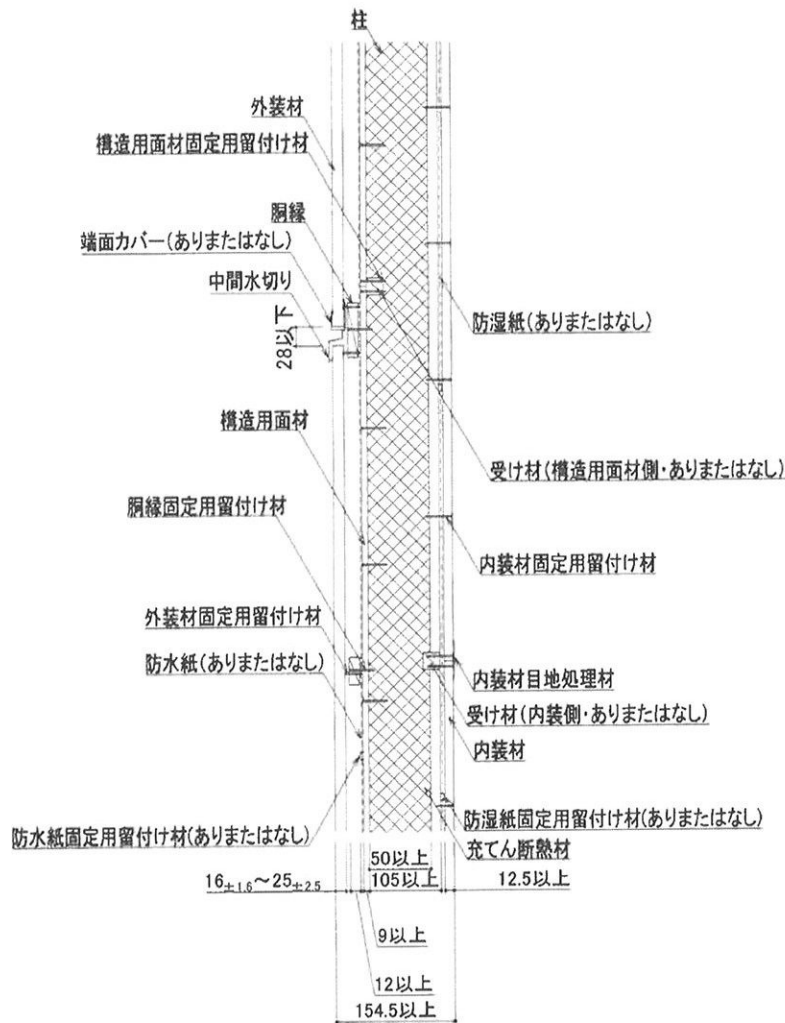 柱
外装材
構造用面材固定用留付け材
胴縁
端面カバー(ありまたはなし)
中間水切り
28以下
防湿紙(ありまたはなし)
構造用面材
受け材(構造用面材側・ありまたはなし)
胴縁固定用留付け材
内装材固定用留付け材
外装材固定用留付け材
防水紙(ありまたはなし)
内装材目地処理材
受け材(内装側・ありまたはなし)
内装材
防湿紙固定用留付け材(ありまたはなし)
防水紙固定用留付け材(ありまたはなし)
充てん断熱材
50以上
16±1.6～25±2.5
105以上
12.5以上
9以上
12以上
154.5以上